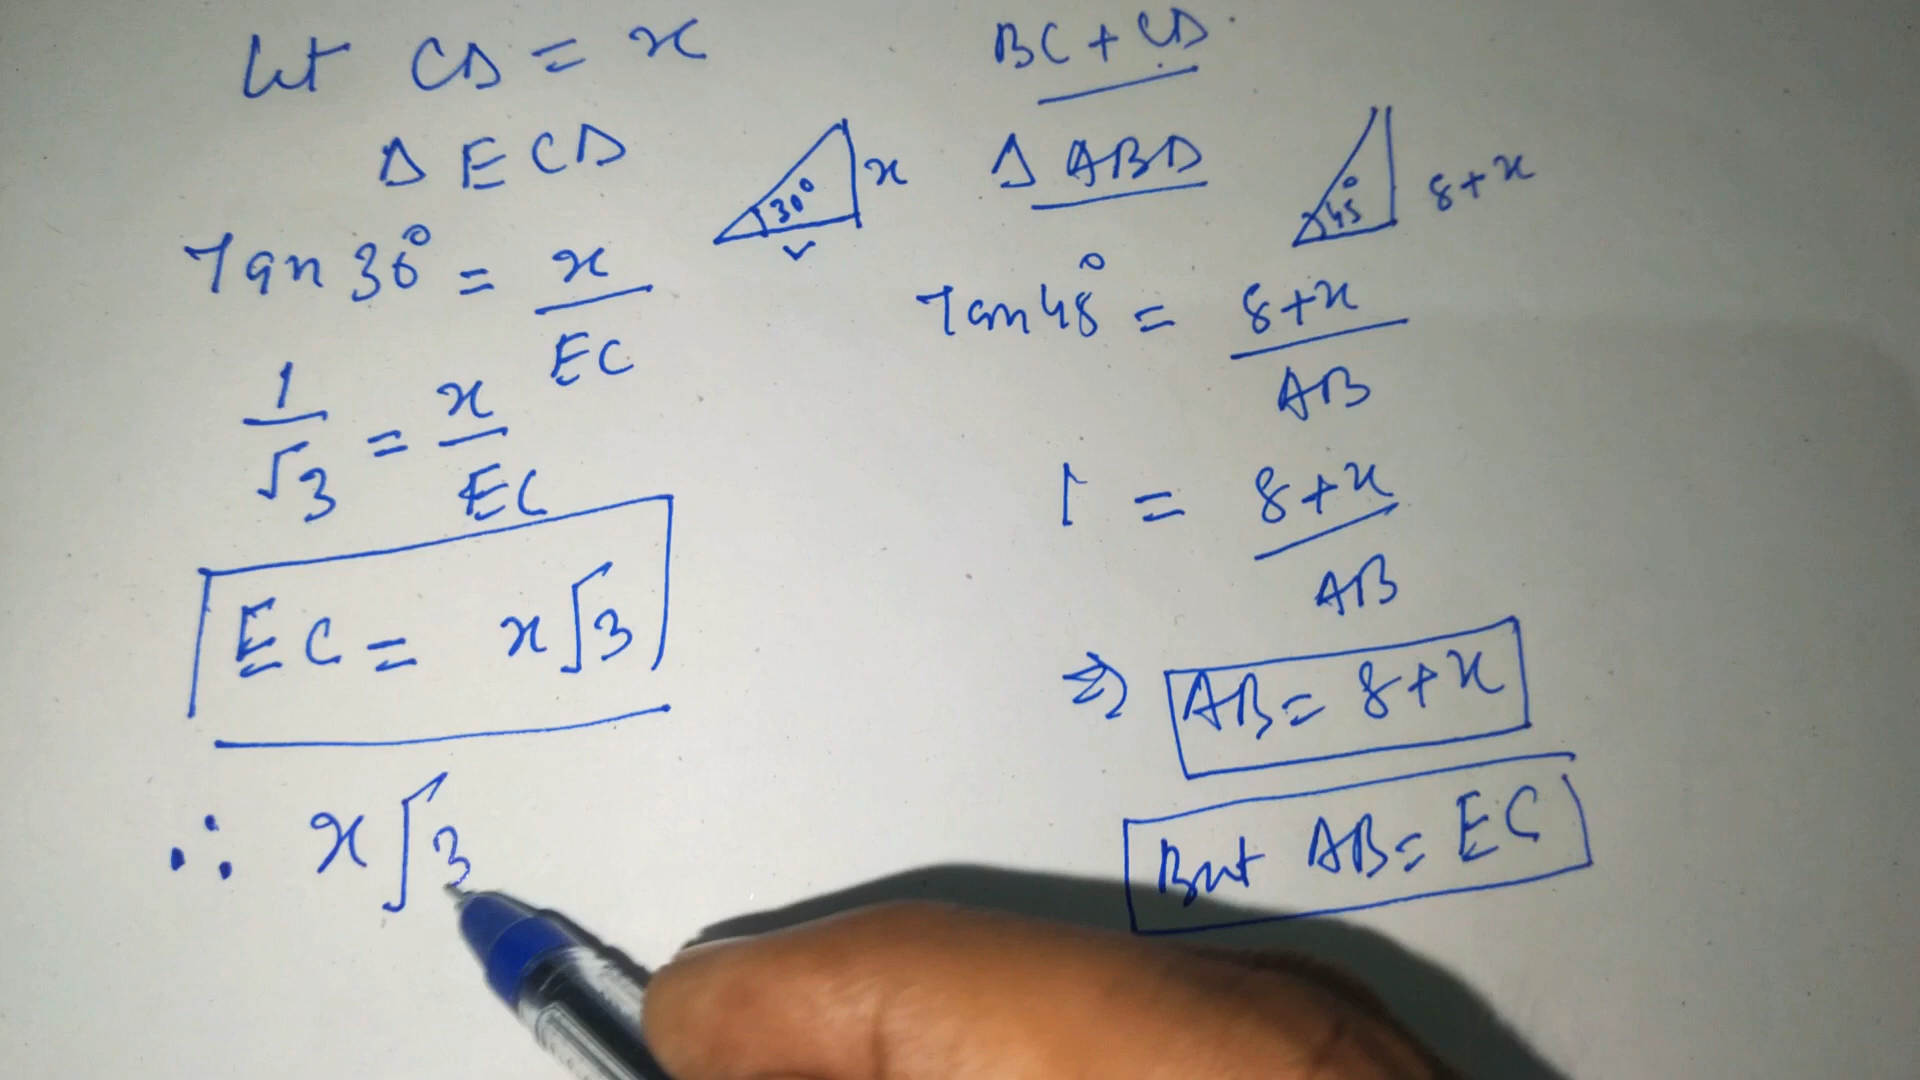 Let CD = x
Δ ECD
30°
x
Tan 30° = x / EC
1 / √3 = x / EC
EC = x√3
∴ x√3
BC + CD
Δ ABD
45°
8+x
Tan 45° = 8+x / AB
1 = 8+x / AB
⇒ AB = 8+x
But AB = EC